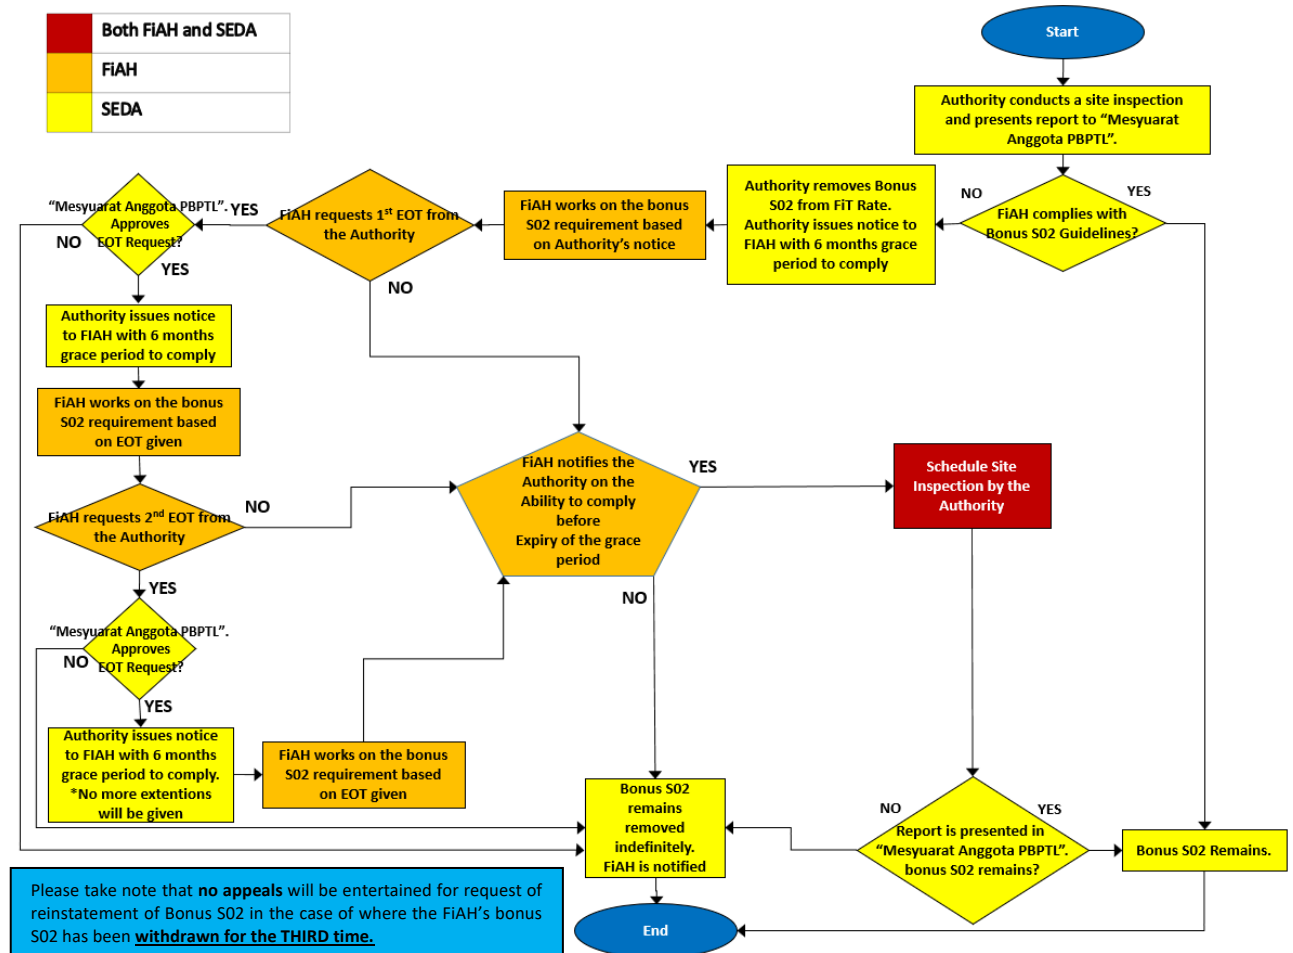 Both FiAH and SEDA
FiAH
SEDA
Start
Authority conducts a site inspection
and presents report to “Mesyuarat
Anggota PBPTL”.
FiAH complies with
Bonus S02 Guidelines?
NO
YES
Authority removes Bonus
S02 from FiT Rate.
Authority issues notice to
FIAH with 6 months grace
period to comply
FiAH works on the bonus
S02 requirement based
on Authority’s notice
FiAH requests 1st EOT from
the Authority
YES
NO
“Mesyuarat Anggota PBPTL”.
Approves
EOT Request?
NO
YES
Authority issues notice
to FIAH with 6 months
grace period to comply
FiAH works on the bonus
S02 requirement based
on EOT given
FiAH requests 2nd EOT from
the Authority
NO
YES
“Mesyuarat Anggota PBPTL”.
Approves
EOT Request?
NO
YES
Authority issues notice
to FIAH with 6 months
grace period to comply.
*No more extentions
will be given
FiAH works on the bonus
S02 requirement based
on EOT given
FiAH notifies the
Authority on the
Ability to comply
before
Expiry of the grace
period
YES
NO
Schedule Site
Inspection by the
Authority
Report is presented in
“Mesyuarat Anggota PBPTL”.
bonus S02 remains?
NO
YES
Bonus S02
remains
removed
indefinitely.
FiAH is notified
Bonus S02 Remains.
End
Please take note that no appeals will be entertained for request of
reinstatement of Bonus S02 in the case of where the FiAH’s bonus
S02 has been withdrawn for the THIRD time.